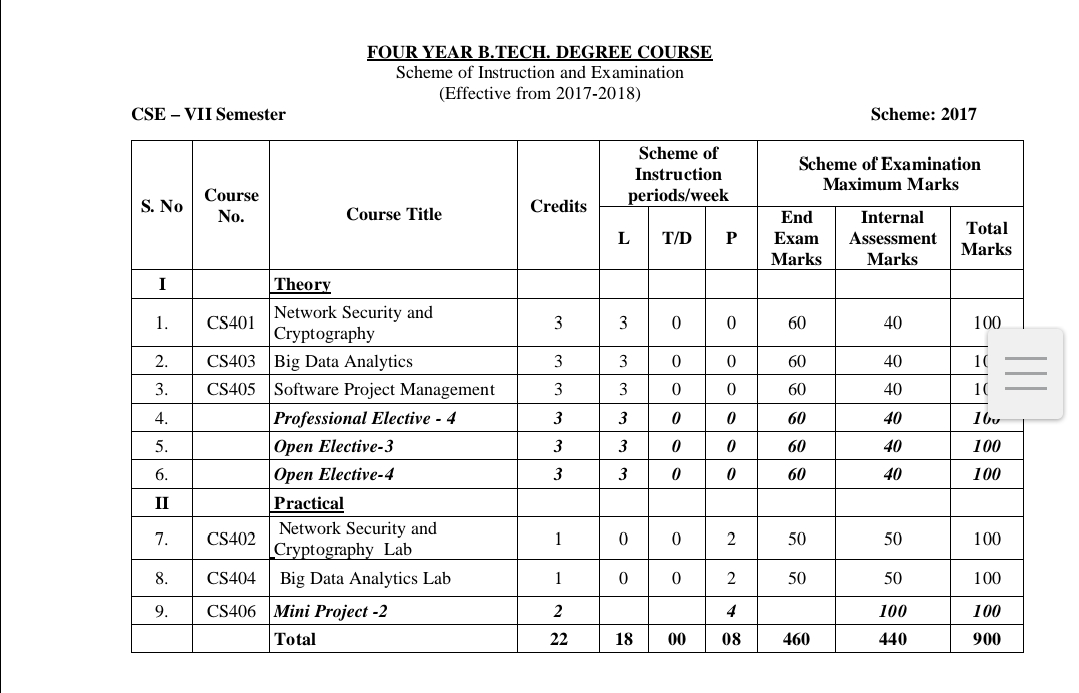 FOUR YEAR B.TECH. DEGREE COURSE
Scheme of Instruction and Examination
(Effective from 2017-2018)
CSE – VII Semester Scheme: 2017
S. No Course No. Course Title Credits Scheme of Instruction periods/week Scheme of Examination Maximum Marks
L T/D P End Exam Marks Internal Assessment Marks Total Marks
I Theory
1. CS401 Network Security and Cryptography 3 3 0 0 60 40 100
2. CS403 Big Data Analytics 3 3 0 0 60 40
3. CS405 Software Project Management 3 3 0 0 60 40
4. Professional Elective - 4 3 3 0 0 60 40 100
5. Open Elective-3 3 3 0 0 60 40 100
6. Open Elective-4 3 3 0 0 60 40 100
II Practical
7. CS402 Network Security and Cryptography Lab 1 0 0 2 50 50 100
8. CS404 Big Data Analytics Lab 1 0 0 2 50 50 100
9. CS406 Mini Project -2 2 4 100 100
Total 22 18 00 08 460 440 900